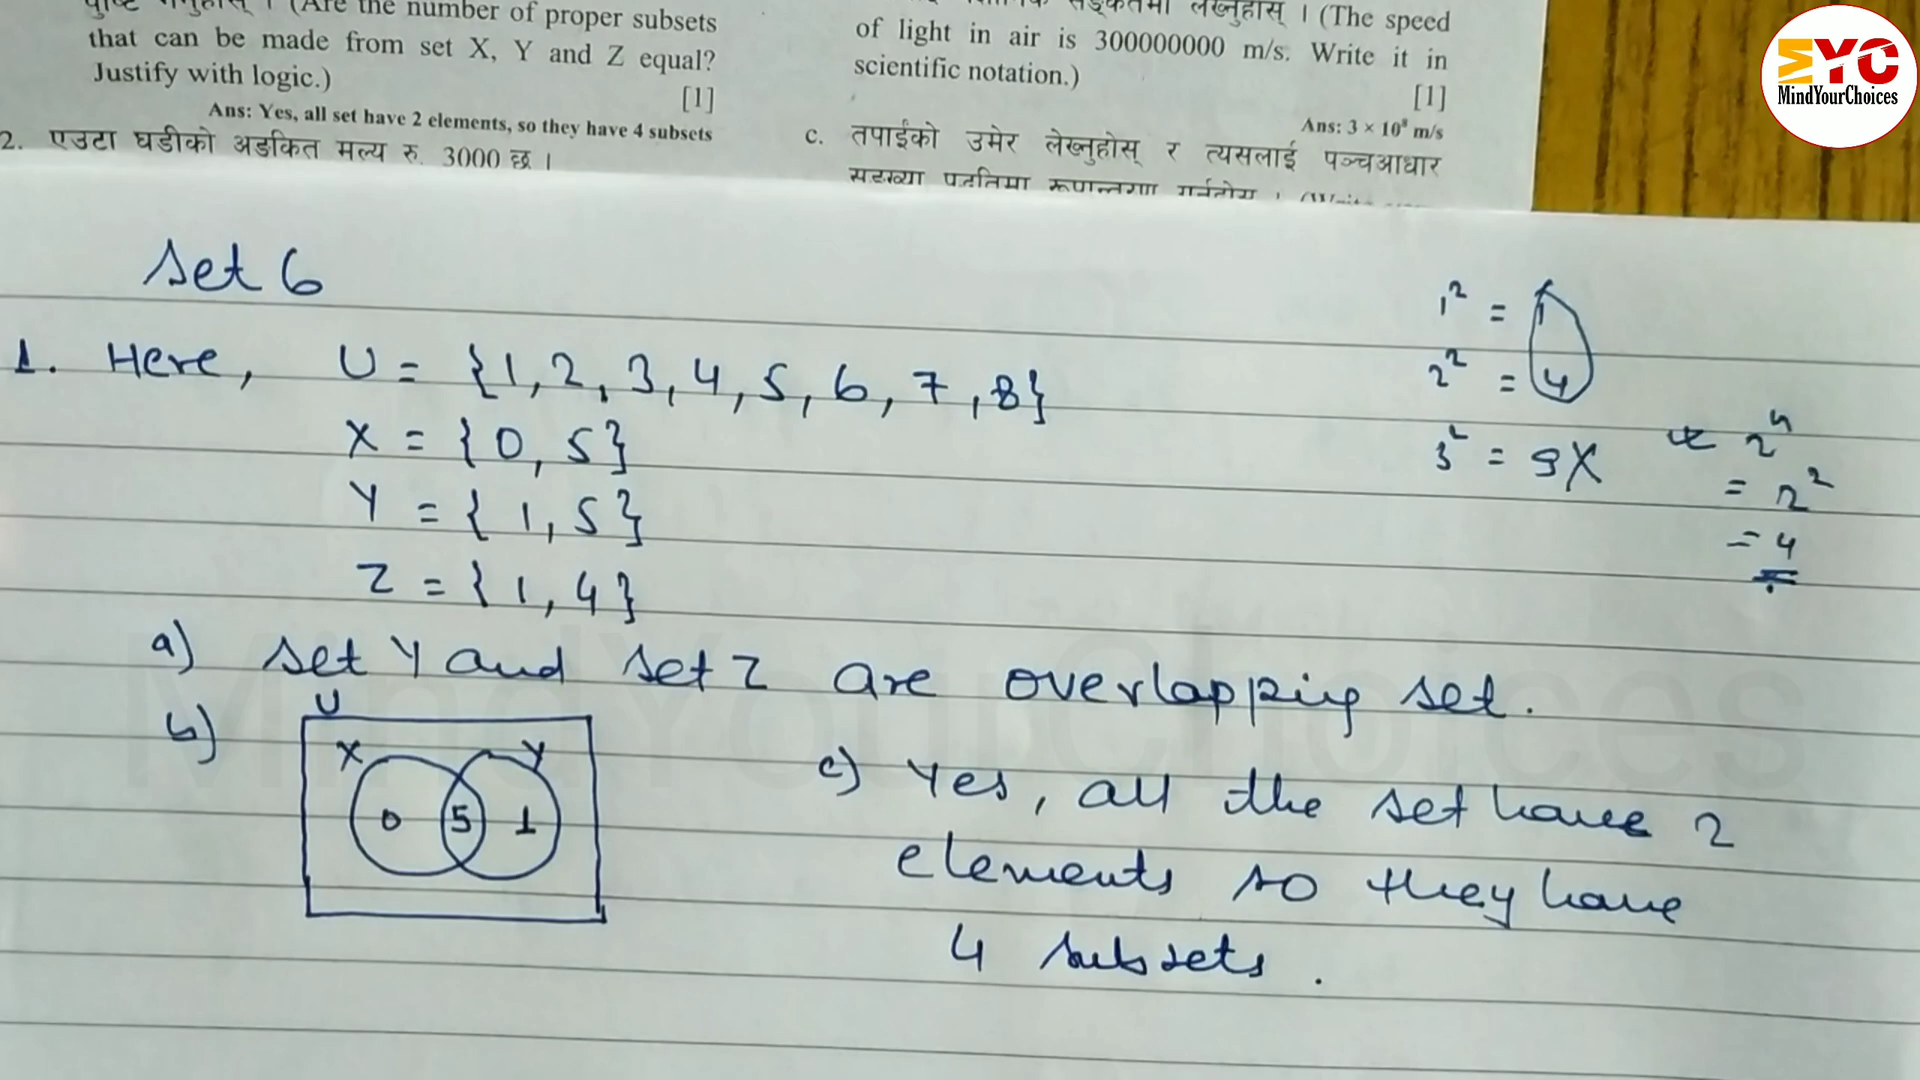 (Are the number of proper subsets
that can be made from set X, Y and Z equal?
Justify with logic.)
[1]
Ans: Yes, all set have 2 elements, so they have 4 subsets
2. एउटा घडीको अङकित मूल्य रु. 3000 छ ।
लेख्नुहोस् । (The speed
of light in air is 300000000 m/s. Write it in
scientific notation.)
[1]
Ans: 3 × 10⁸ m/s
c. तपाईंको उमेर लेख्नुहोस् र त्यसलाई पञ्चआधार
MYC
MindYourChoices
Set 6
1. Here, U = {1, 2, 3, 4, 5, 6, 7, 8}
X = {0, 5}
Y = {1, 5}
Z = {1, 4}
1² = 1
2² = 4
3² = 9X
2ⁿ
= 2²
= 4
a) Set Y and set Z are overlapping set.
b)
U
X Y
0 5 1
c) Yes, all the set have 2
elements so they have
4 subsets.
MindYourChoices